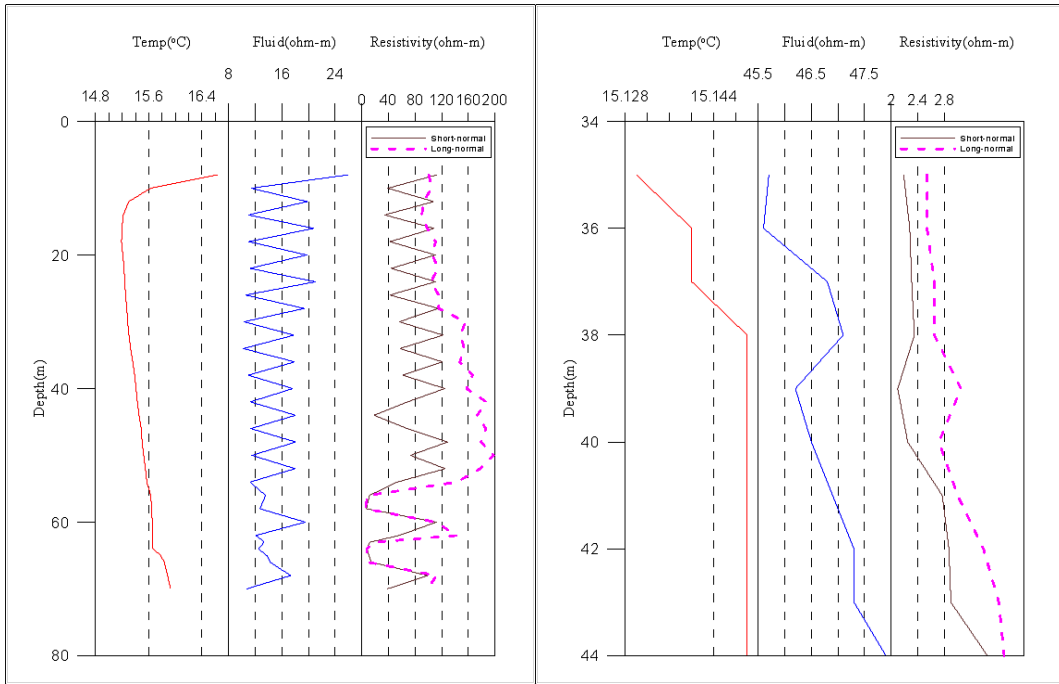 Temp(°C) Fluid(ohm-m) Resistivity(ohm-m)
8 16 24
14.8 15.6 16.4
0 40 80 120 160 200
0
Short-normal
Long-normal
20
40
Depth(m)
60
80
Temp(°C) Fluid(ohm-m) Resistivity(ohm-m)
45.5 46.5 47.5
15.128 15.144
2 2.4 2.8
34
Short-normal
Long-normal
36
38
Depth(m)
40
42
44